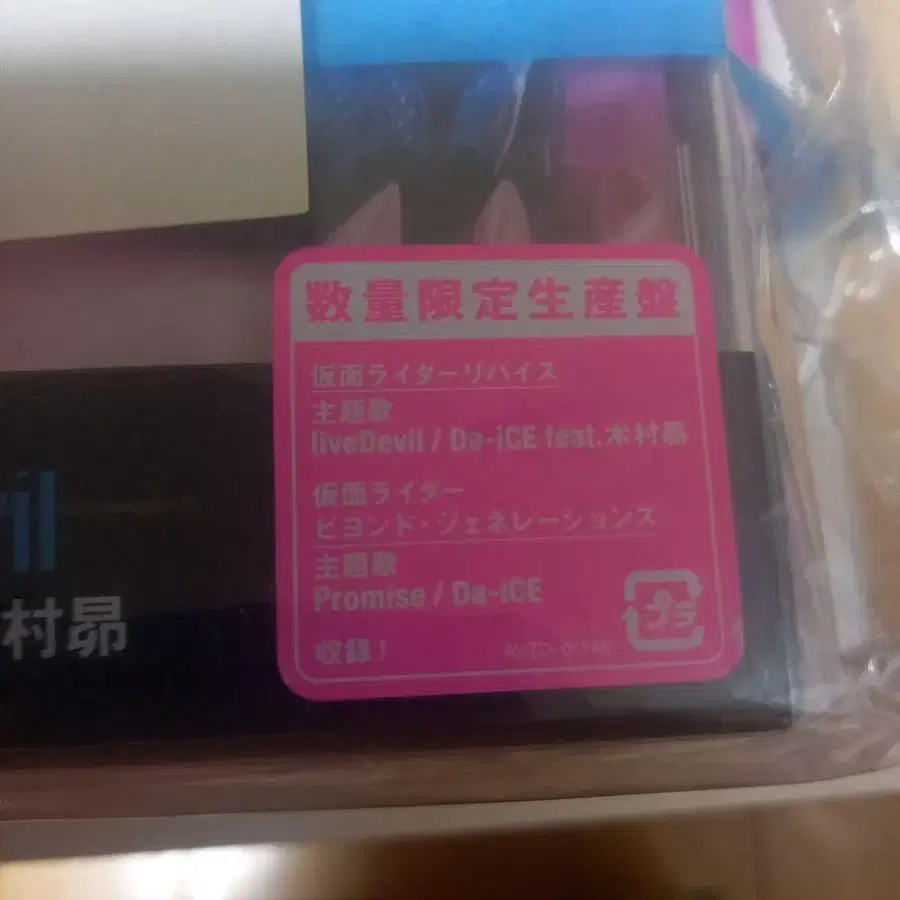 数量限定生産盤
仮面ライダーリバイス
主題歌
liveDevil / Da-iCE feat.木村昴
仮面ライダー
ビヨンド・ジェネレーションズ
主題歌
Promise / Da-iCE
収録!
プラ
vil
村昴